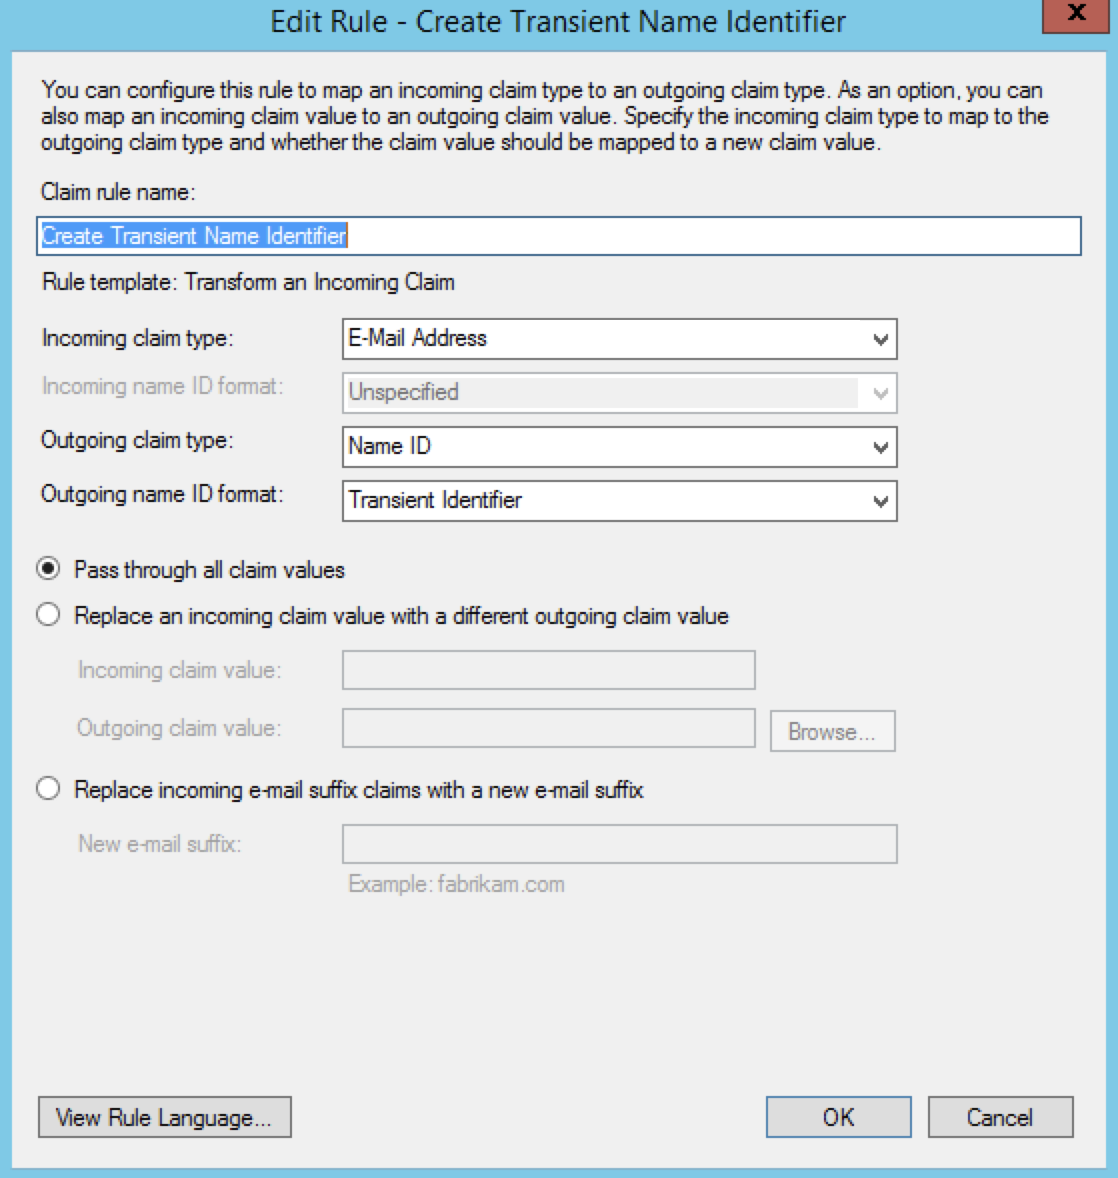 Edit Rule - Create Transient Name Identifier
X
You can configure this rule to map an incoming claim type to an outgoing claim type. As an option, you can
also map an incoming claim value to an outgoing claim value. Specify the incoming claim type to map to the
outgoing claim type and whether the claim value should be mapped to a new claim value.
Claim rule name:
Create Transient Name Identifier
Rule template: Transform an Incoming Claim
Incoming claim type: E-Mail Address
Incoming name ID format: Unspecified
Outgoing claim type: Name ID
Outgoing name ID format: Transient Identifier
Pass through all claim values
Replace an incoming claim value with a different outgoing claim value
Incoming claim value:
Outgoing claim value: Browse...
Replace incoming e-mail suffix claims with a new e-mail suffix
New e-mail suffix:
Example: fabrikam.com
View Rule Language... OK Cancel